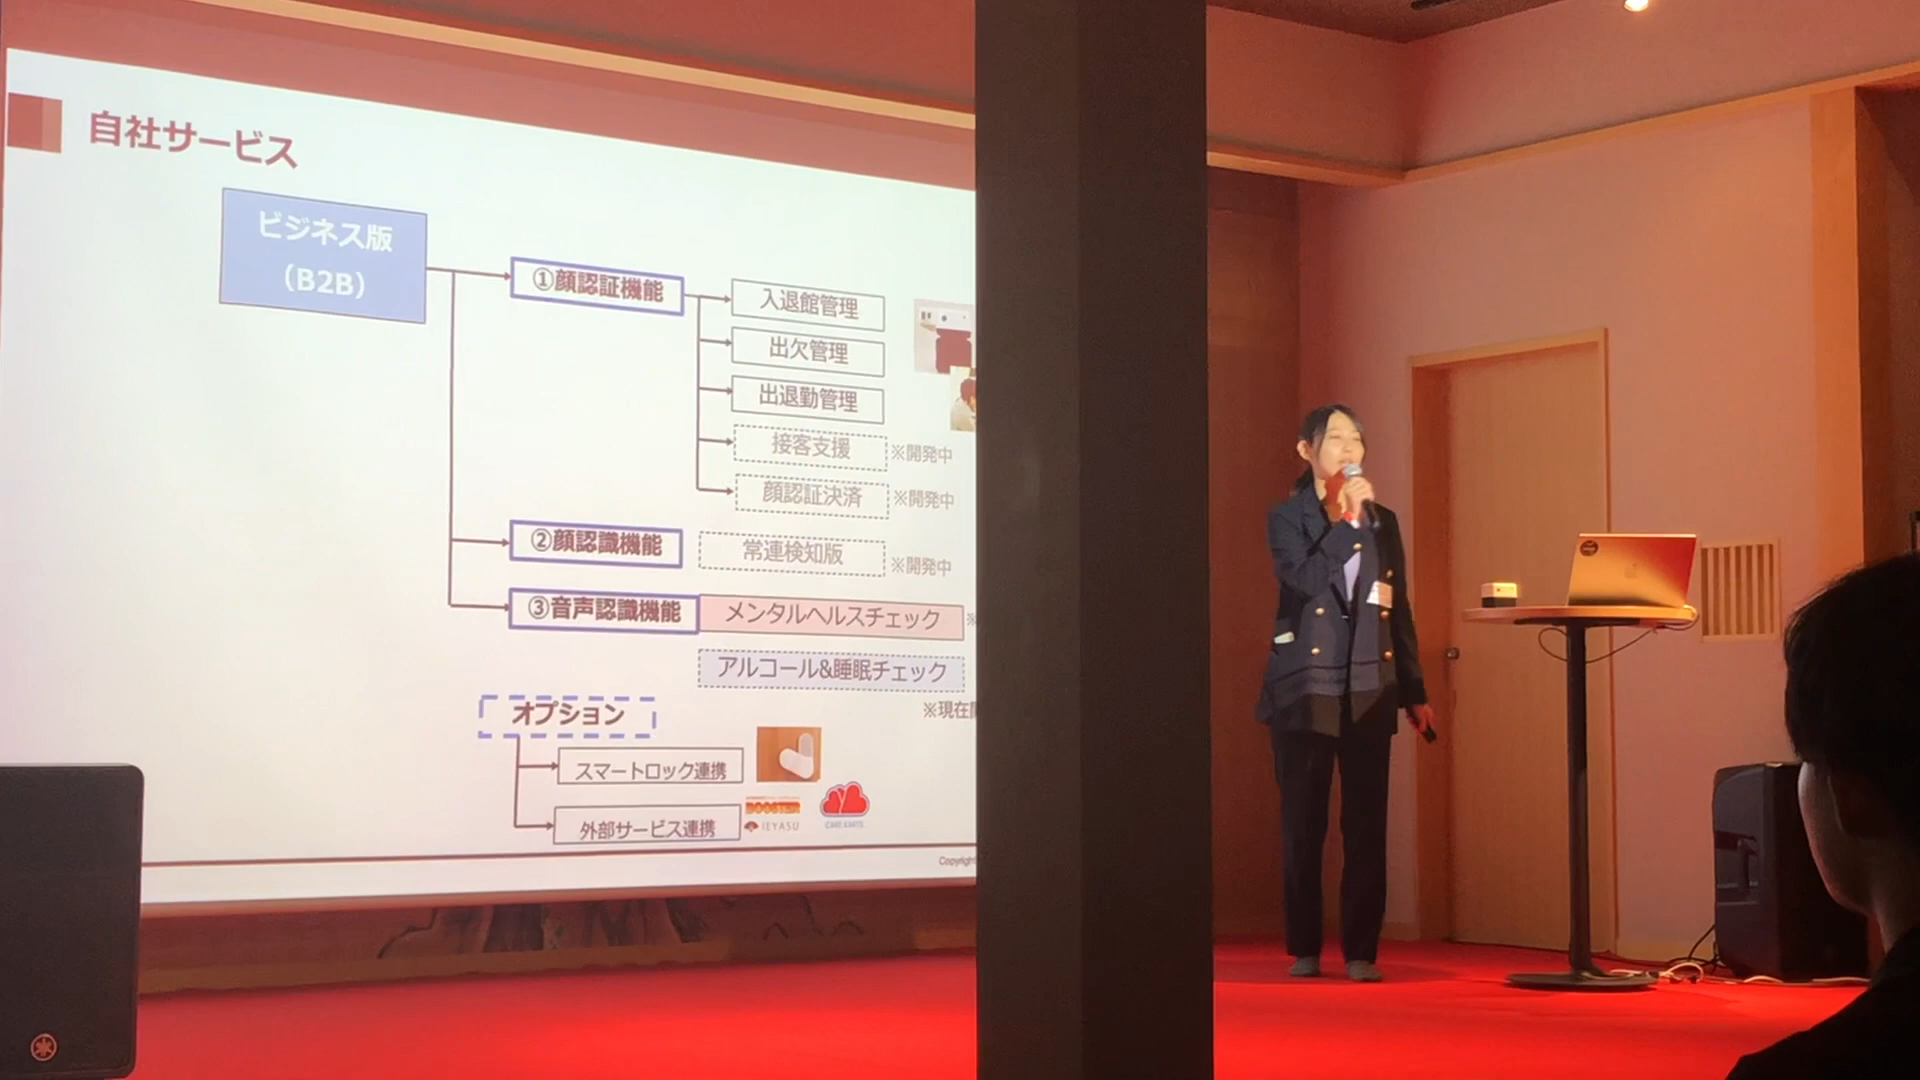 自社サービス
ビジネス版
（B2B）
①顔認証機能
入退館管理
出欠管理
出退勤管理
接客支援
※開発中
顔認証決済
※開発中
②顔認識機能
常連検知版
※開発中
③音声認識機能
メンタルヘルスチェック
※
アルコール&睡眠チェック
※現在
オプション
スマートロック連携
外部サービス連携
BOOSTER
IEYASU
Copyright